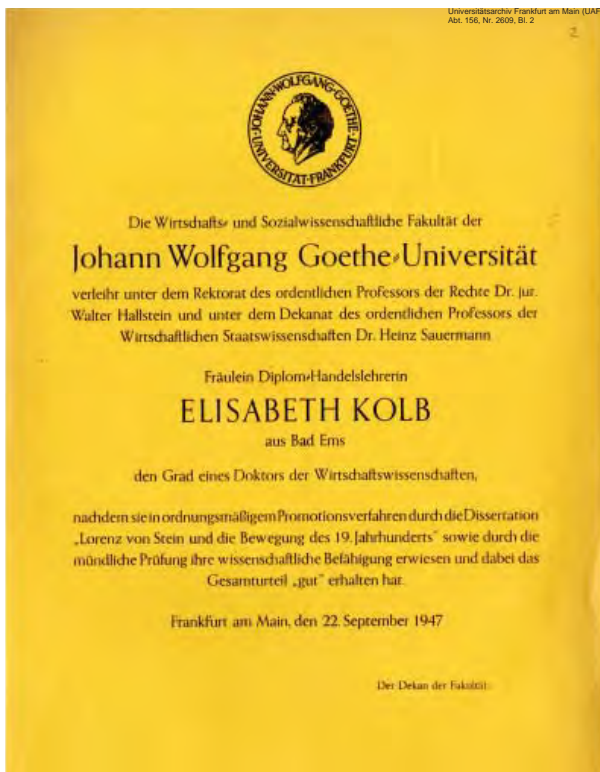 Universitätsarchiv Frankfurt am Main (UAF
Abt. 156, Nr. 2609, Bl. 2
2
JOHANN-WOLFGANG-GOETHE-UNIVERSITÄT-FRANKFURT-
Die Wirtschafts- und Sozialwissenschaftliche Fakultät der
Johann Wolfgang Goethe-Universität
verleiht unter dem Rektorat des ordentlichen Professors der Rechte Dr. jur.
Walter Hallstein und unter dem Dekanat des ordentlichen Professors der
Wirtschaftlichen Staatswissenschaften Dr. Heinz Sauermann
Fräulein Diplom-Handelslehrerin
ELISABETH KOLB
aus Bad Ems
den Grad eines Doktors der Wirtschaftswissenschaften,
nachdem sie in ordnungsmäßigem Promotionsverfahren durch die Dissertation
„Lorenz von Stein und die Bewegung des 19. Jahrhunderts" sowie durch die
mündliche Prüfung ihre wissenschaftliche Befähigung erwiesen und dabei das
Gesamturteil „gut" erhalten hat.
Frankfurt am Main, den 22. September 1947
Der Dekan der Fakultät: